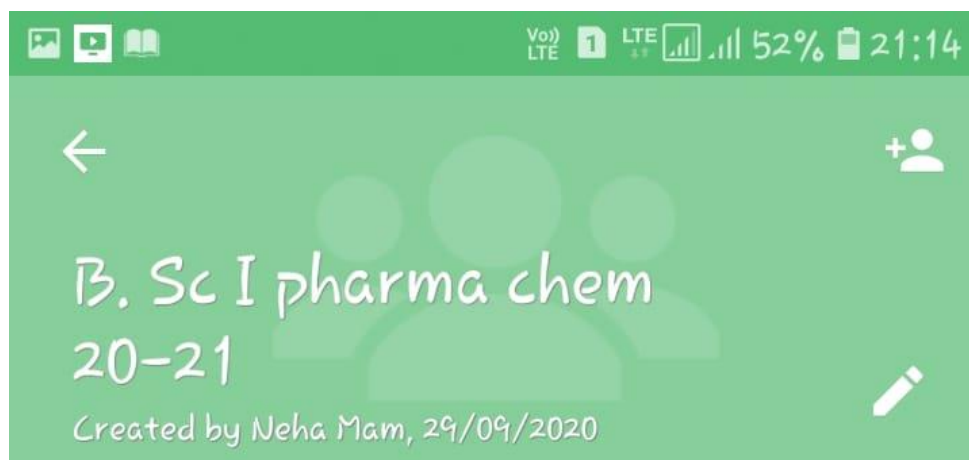 Vo)) LTE 1 LTE 52% 21:14
B. Sc I pharma chem
20-21
Created by Neha Mam, 29/09/2020